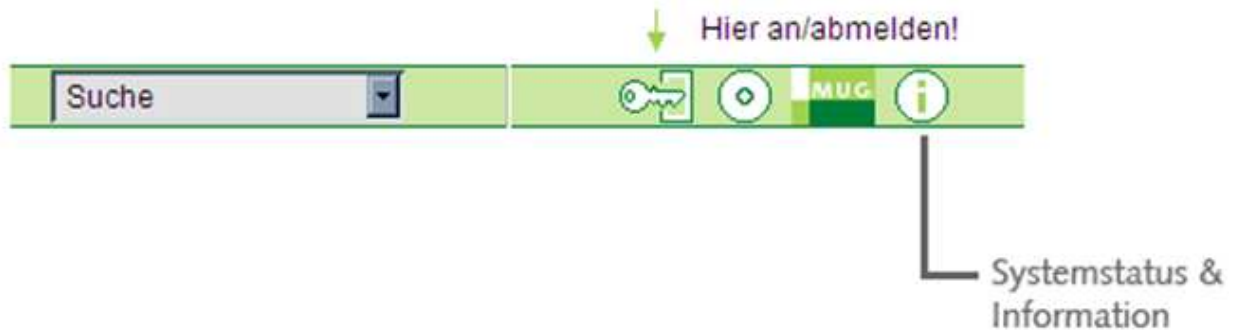 Hier an/abmelden!
Suche
MUG
Systemstatus &
Information